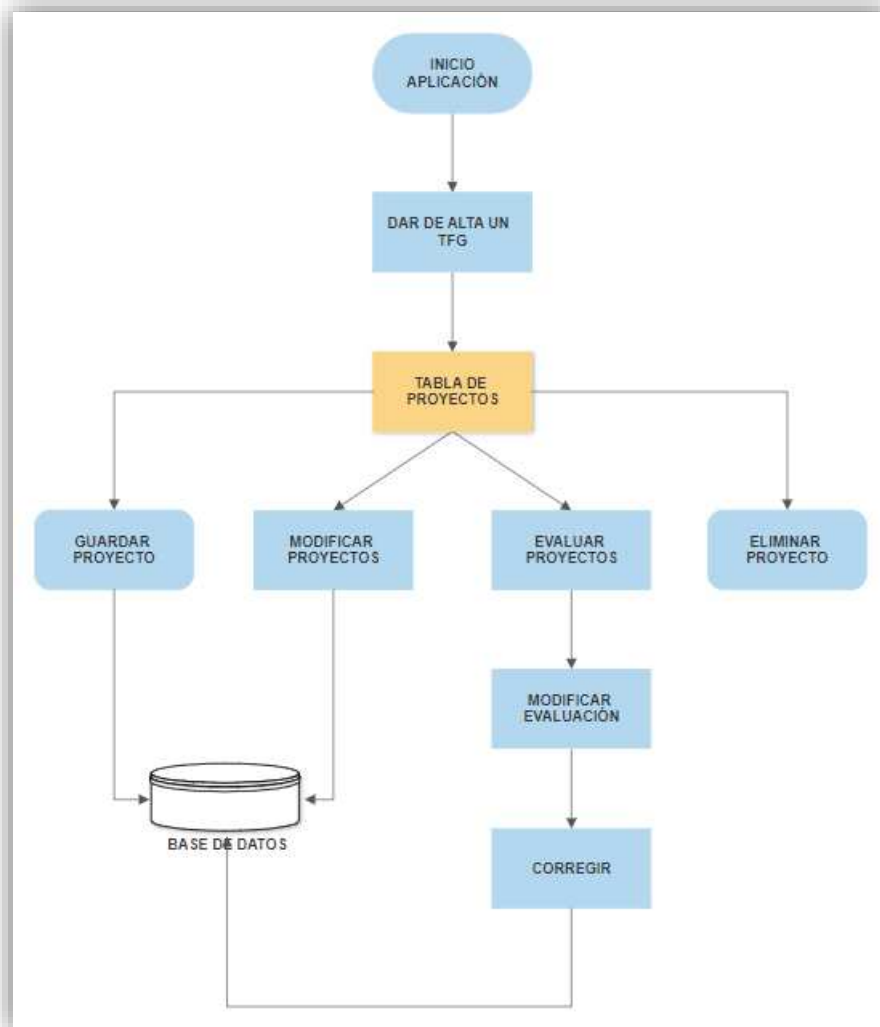 INICIO
APLICACIÓN
DAR DE ALTA UN
TFG
TABLA DE
PROYECTOS
GUARDAR
PROYECTO
MODIFICAR
PROYECTOS
EVALUAR
PROYECTOS
ELIMINAR
PROYECTO
MODIFICAR
EVALUACIÓN
BASE DE DATOS
CORREGIR